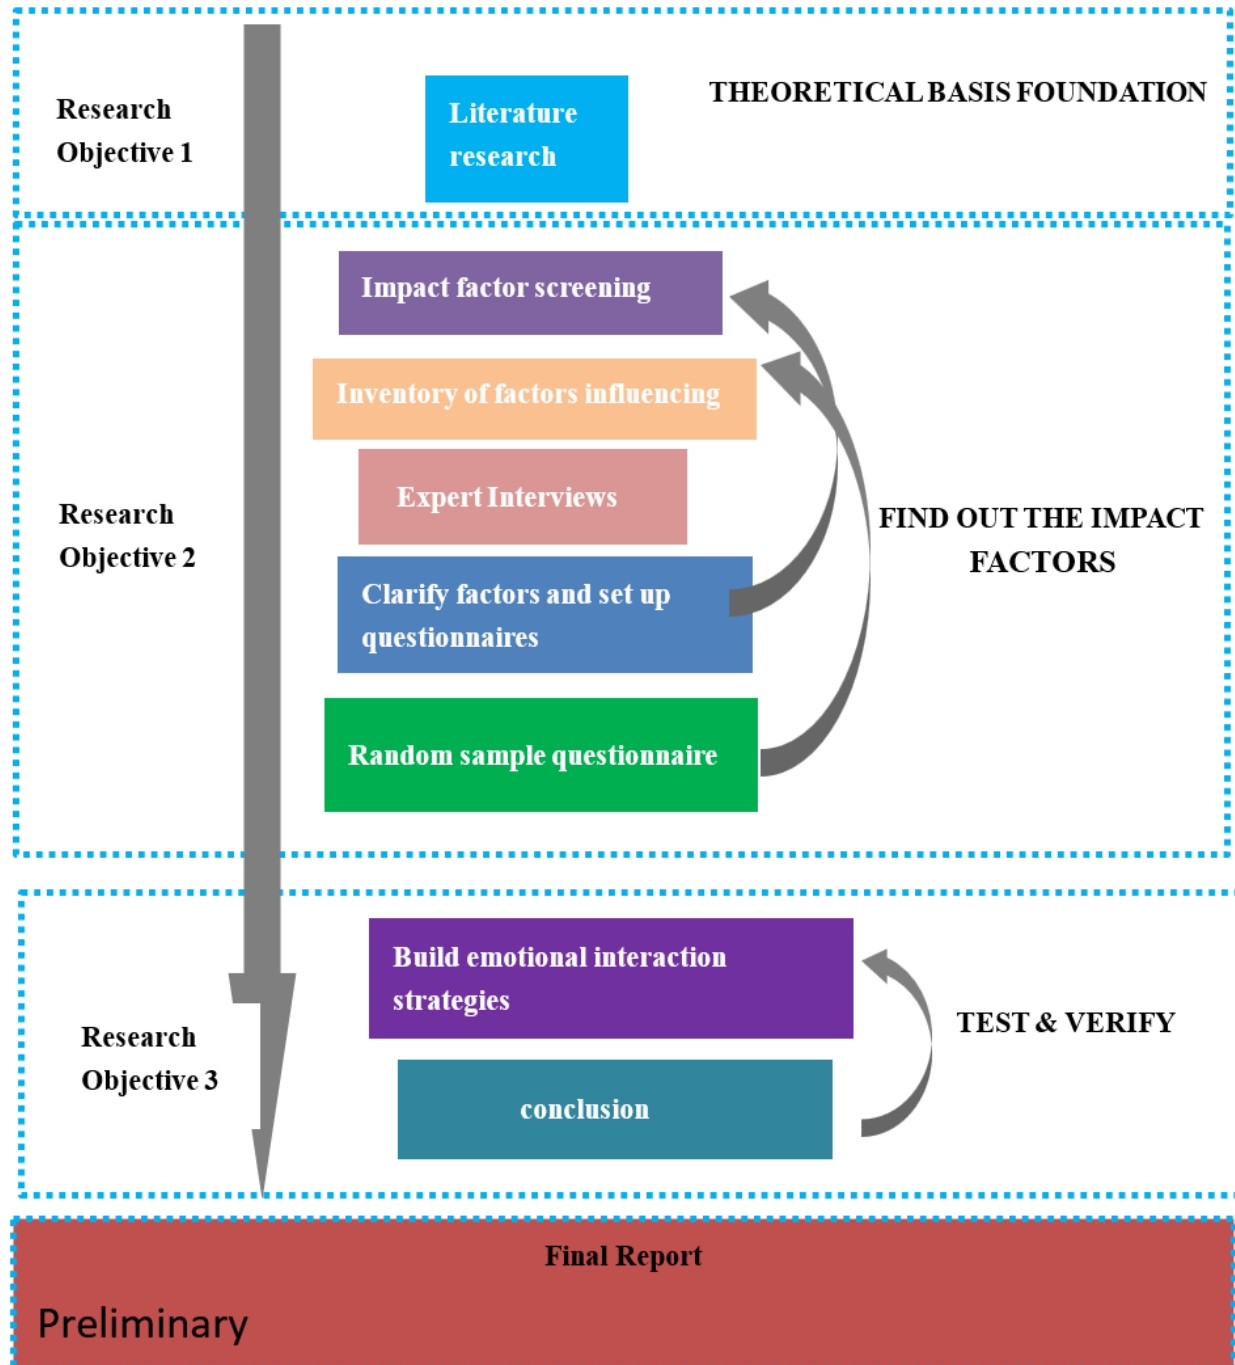 Research
Objective 1
Literature
research
THEORETICAL BASIS FOUNDATION
Impact factor screening
Inventory of factors influencing
Expert Interviews
Research
Objective 2
Clarify factors and set up
questionnaires
FIND OUT THE IMPACT
FACTORS
Random sample questionnaire
Build emotional interaction
strategies
Research
Objective 3
TEST & VERIFY
conclusion
Final Report
Preliminary